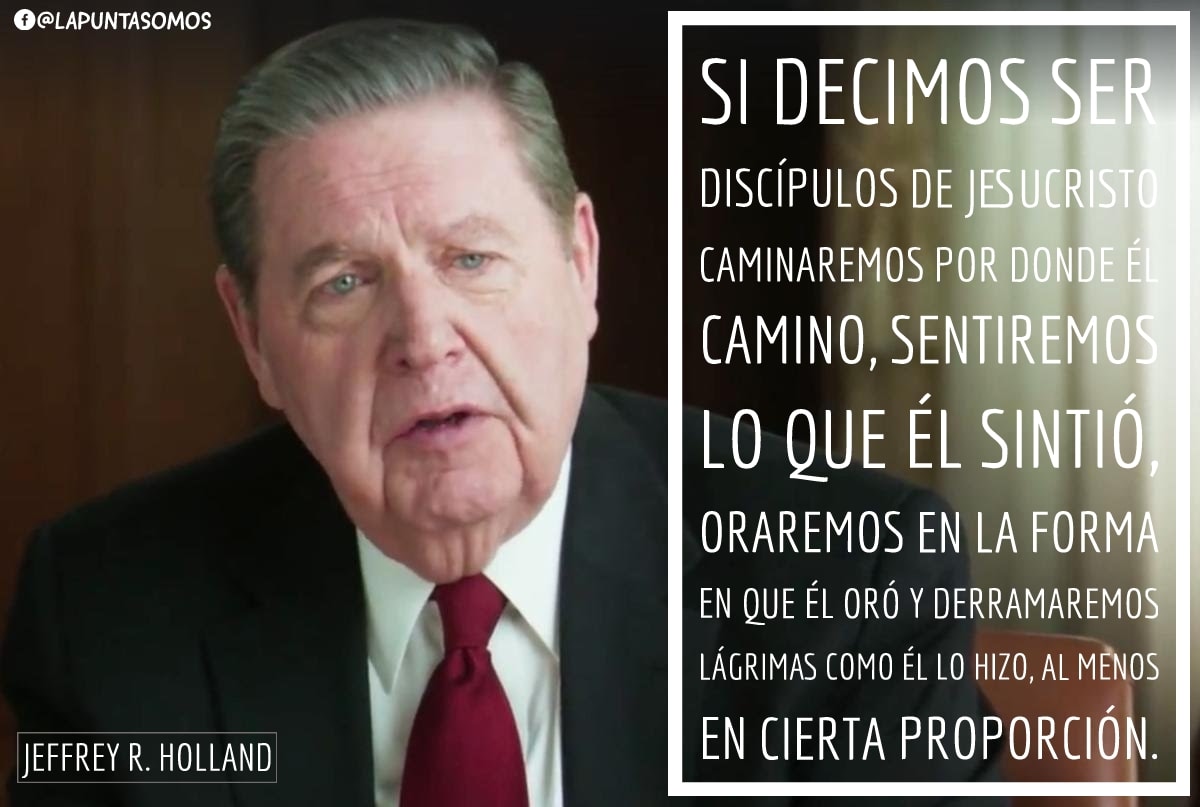 @LAPUNTASOMOS
SI DECIMOS SER
DISCÍPULOS DE JESUCRISTO
CAMINAREMOS POR DONDE ÉL
CAMINO, SENTIREMOS
LO QUE ÉL SINTIÓ,
ORAREMOS EN LA FORMA
EN QUE ÉL ORÓ Y DERRAMAREMOS
LÁGRIMAS COMO ÉL LO HIZO, AL MENOS
EN CIERTA PROPORCIÓN.
JEFFREY R. HOLLAND